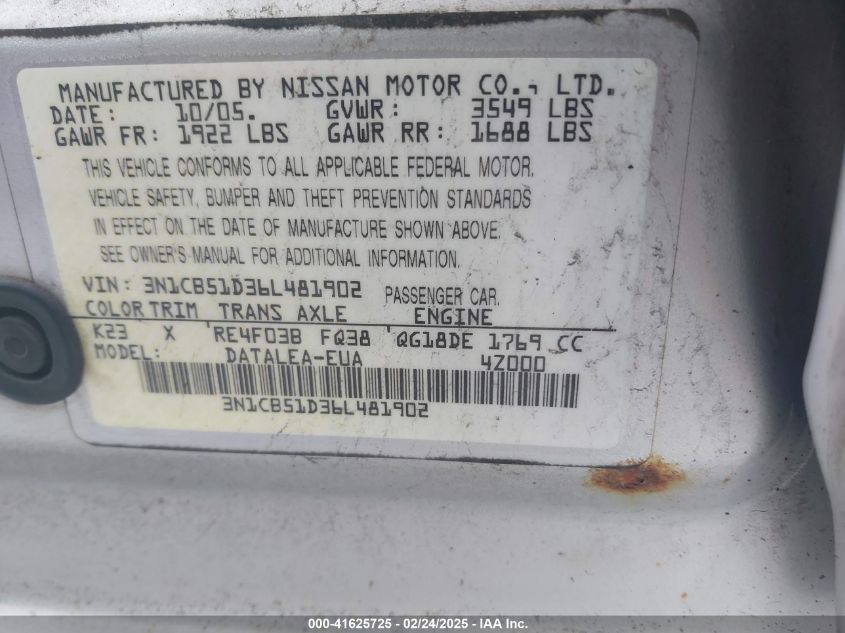 MANUFACTURED BY NISSAN MOTOR CO., LTD.
DATE: 10/05. GVWR: 3549 LBS
GAWR FR: 1922 LBS GAWR RR: 1688 LBS
THIS VEHICLE CONFORMS TO ALL APPLICABLE FEDERAL MOTOR.
VEHICLE SAFETY, BUMPER AND THEFT PREVENTION STANDARDS
IN EFFECT ON THE DATE OF MANUFACTURE SHOWN ABOVE.
SEE OWNER'S MANUAL FOR ADDITIONAL INFORMATION.
VIN: 3N1CB51D36L481902 PASSENGER CAR.
COLOR TRIM TRANS AXLE ENGINE
K23 X RE4F03B FQ38 QG18DE 1769 CC
MODEL: DATALEA-EUA 4Z000
3N1CB51D36L481902
000-41625725 - 02/24/2025 - IAAI.com